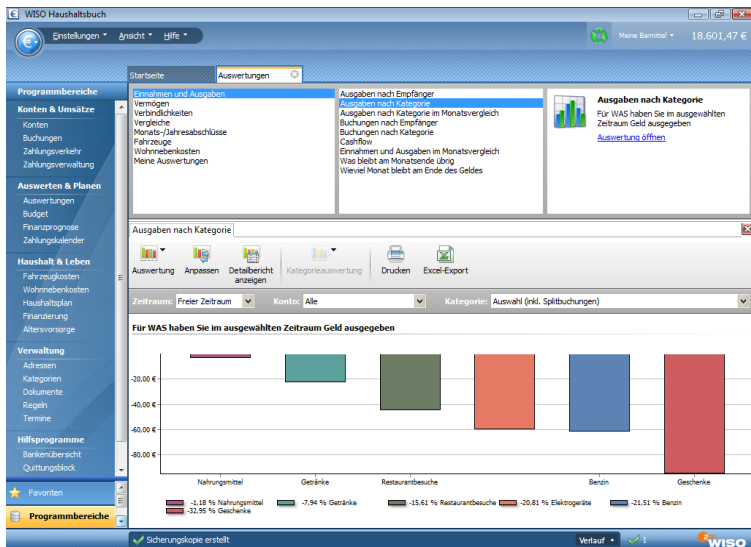 WISO Haushaltsbuch
Einstellungen Ansicht Hilfe
Meine Barmittel 18.601,47 €
Startseite Auswertungen
Programmbereiche
Konten & Umsätze
Konten
Buchungen
Zahlungsverkehr
Zahlungsverwaltung
Auswerten & Planen
Auswertungen
Budget
Finanzprognose
Zahlungskalender
Haushalt & Leben
Fahrzeugkosten
Wohnnebenkosten
Haushaltsplan
Finanzierung
Altersvorsorge
Verwaltung
Adressen
Kategorien
Dokumente
Regeln
Termine
Hilfsprogramme
Bankenübersicht
Quittungsblock
Favoriten
Programmbereiche
Einnahmen und Ausgaben
Vermögen
Verbindlichkeiten
Vergleiche
Monats-/Jahresabschlüsse
Fahrzeuge
Wohnnebenkosten
Meine Auswertungen
Ausgaben nach Empfänger
Ausgaben nach Kategorie
Ausgaben nach Kategorie im Monatsvergleich
Buchungen nach Empfänger
Buchungen nach Kategorie
Cashflow
Einnahmen und Ausgaben im Monatsvergleich
Was bleibt am Monatsende übrig
Wieviel Monat bleibt am Ende des Geldes
Ausgaben nach Kategorie
Für WAS haben Sie im ausgewählten
Zeitraum Geld ausgegeben
Auswertung öffnen
Ausgaben nach Kategorie
Auswertung Anpassen Detailbericht Kategorieauswertung Drucken Excel-Export
anzeigen
Zeitraum: Freier Zeitraum Konto: Alle Kategorie: Auswahl (inkl. Splitbuchungen)
Für WAS haben Sie im ausgewählten Zeitraum Geld ausgegeben
-20,00 €
-40,00 €
-60,00 €
-80,00 €
Nahrungsmittel Getränke Restaurantbesuche Benzin Geschenke
-1,18 % Nahrungsmittel -7,94 % Getränke -15,61 % Restaurantbesuche -20,81 % Elektrogeräte -21,51 % Benzin
-32,95 % Geschenke
Sicherungskopie erstellt Verlauf 1
WISO